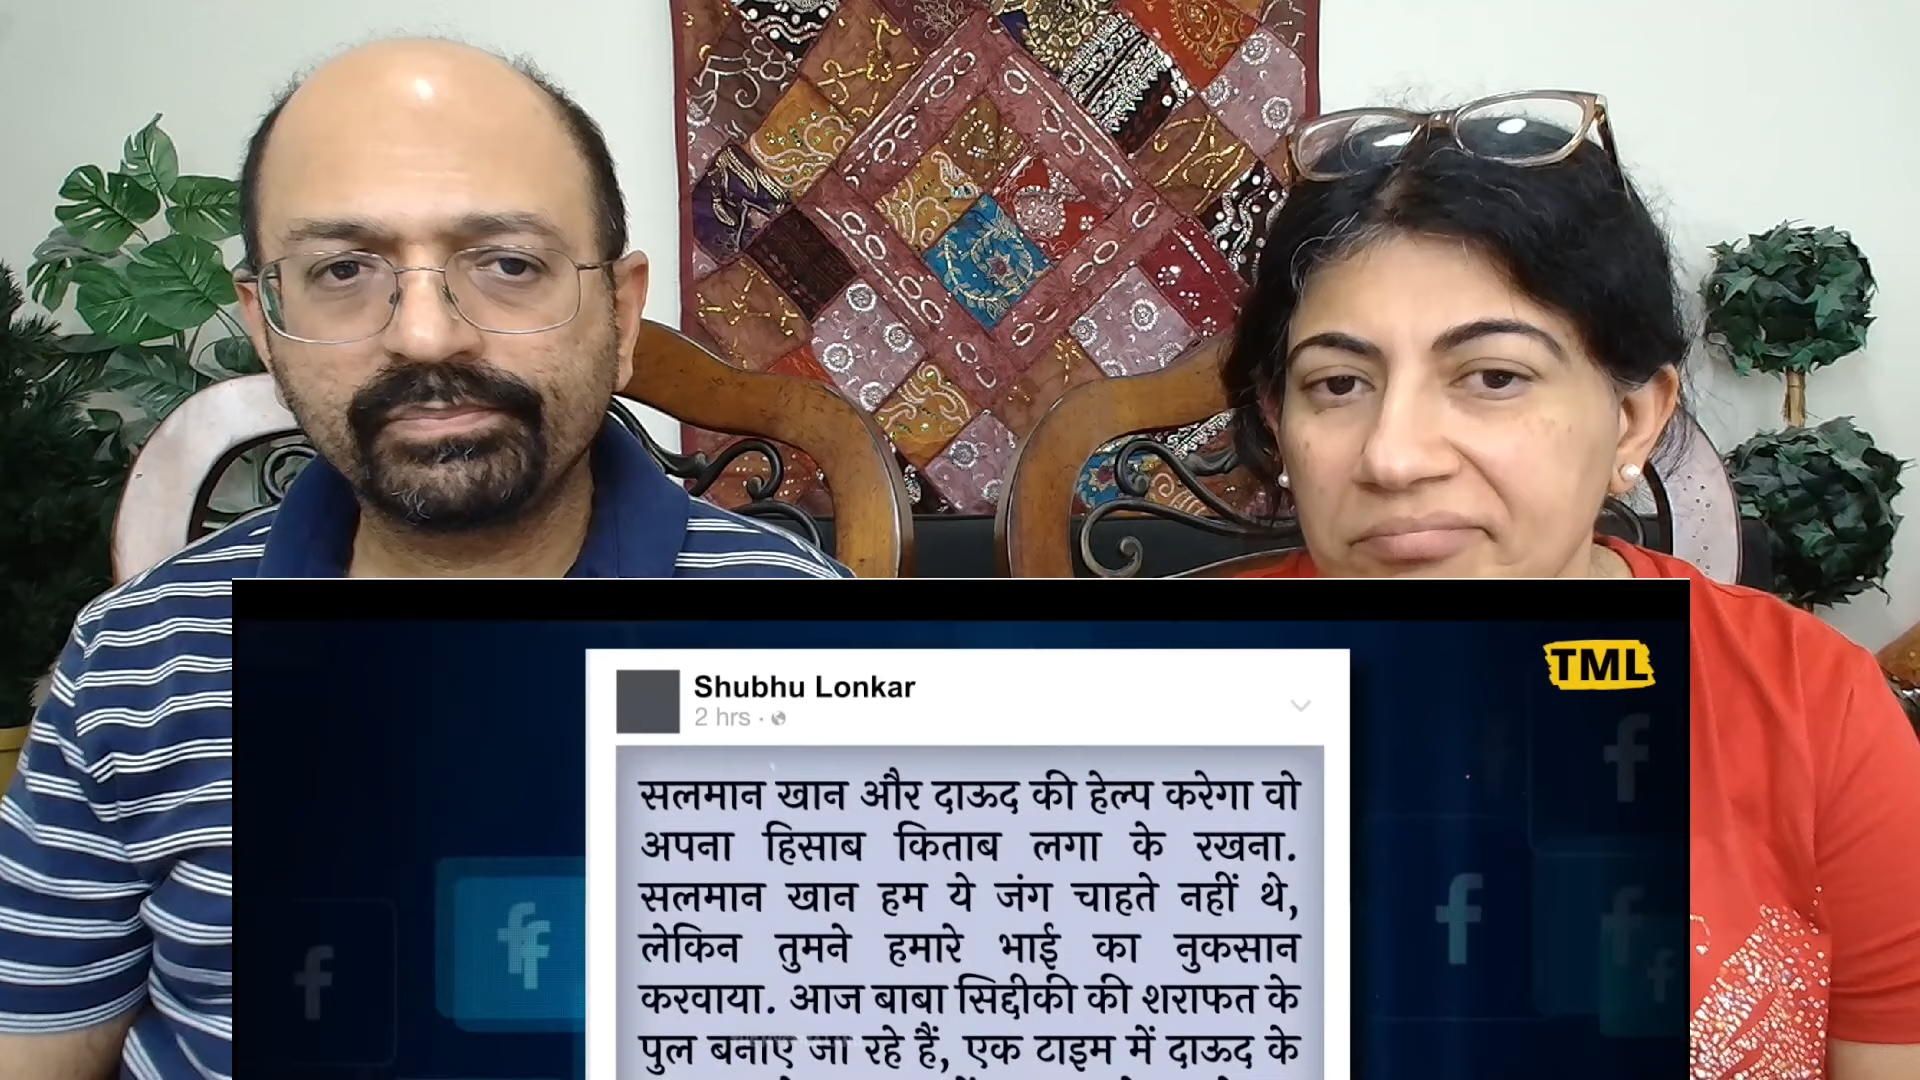 TML
Shubhu Lonkar
2 hrs ·
सलमान खान और दाऊद की हेल्प करेगा वो
अपना हिसाब किताब लगा के रखना.
सलमान खान हम ये जंग चाहते नहीं थे,
लेकिन तुमने हमारे भाई का नुकसान
करवाया. आज बाबा सिद्दीकी की शराफत के
पुल बनाए जा रहे हैं, एक टाइम में दाऊद के